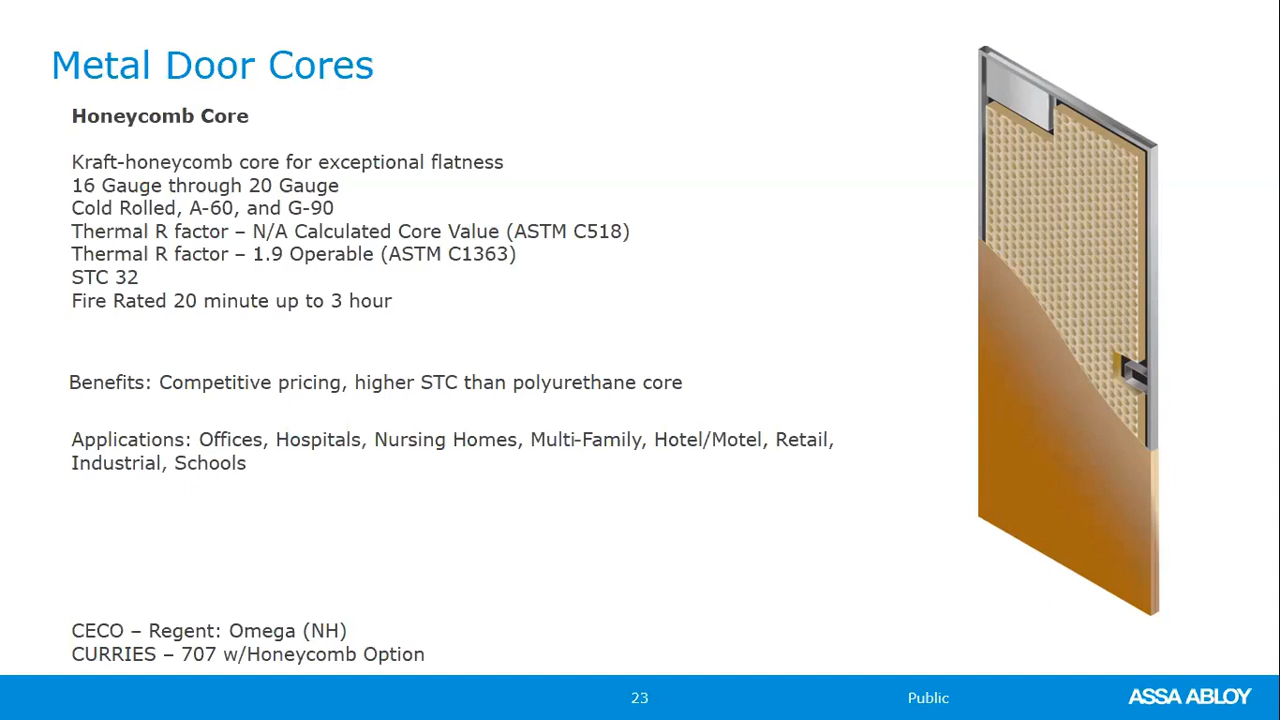 Metal Door Cores
Honeycomb Core
Kraft-honeycomb core for exceptional flatness
16 Gauge through 20 Gauge
Cold Rolled, A-60, and G-90
Thermal R factor – N/A Calculated Core Value (ASTM C518)
Thermal R factor – 1.9 Operable (ASTM C1363)
STC 32
Fire Rated 20 minute up to 3 hour
Benefits: Competitive pricing, higher STC than polyurethane core
Applications: Offices, Hospitals, Nursing Homes, Multi-Family, Hotel/Motel, Retail,
Industrial, Schools
CECO – Regent: Omega (NH)
CURRIES – 707 w/Honeycomb Option
23
Public
ASSA ABLOY